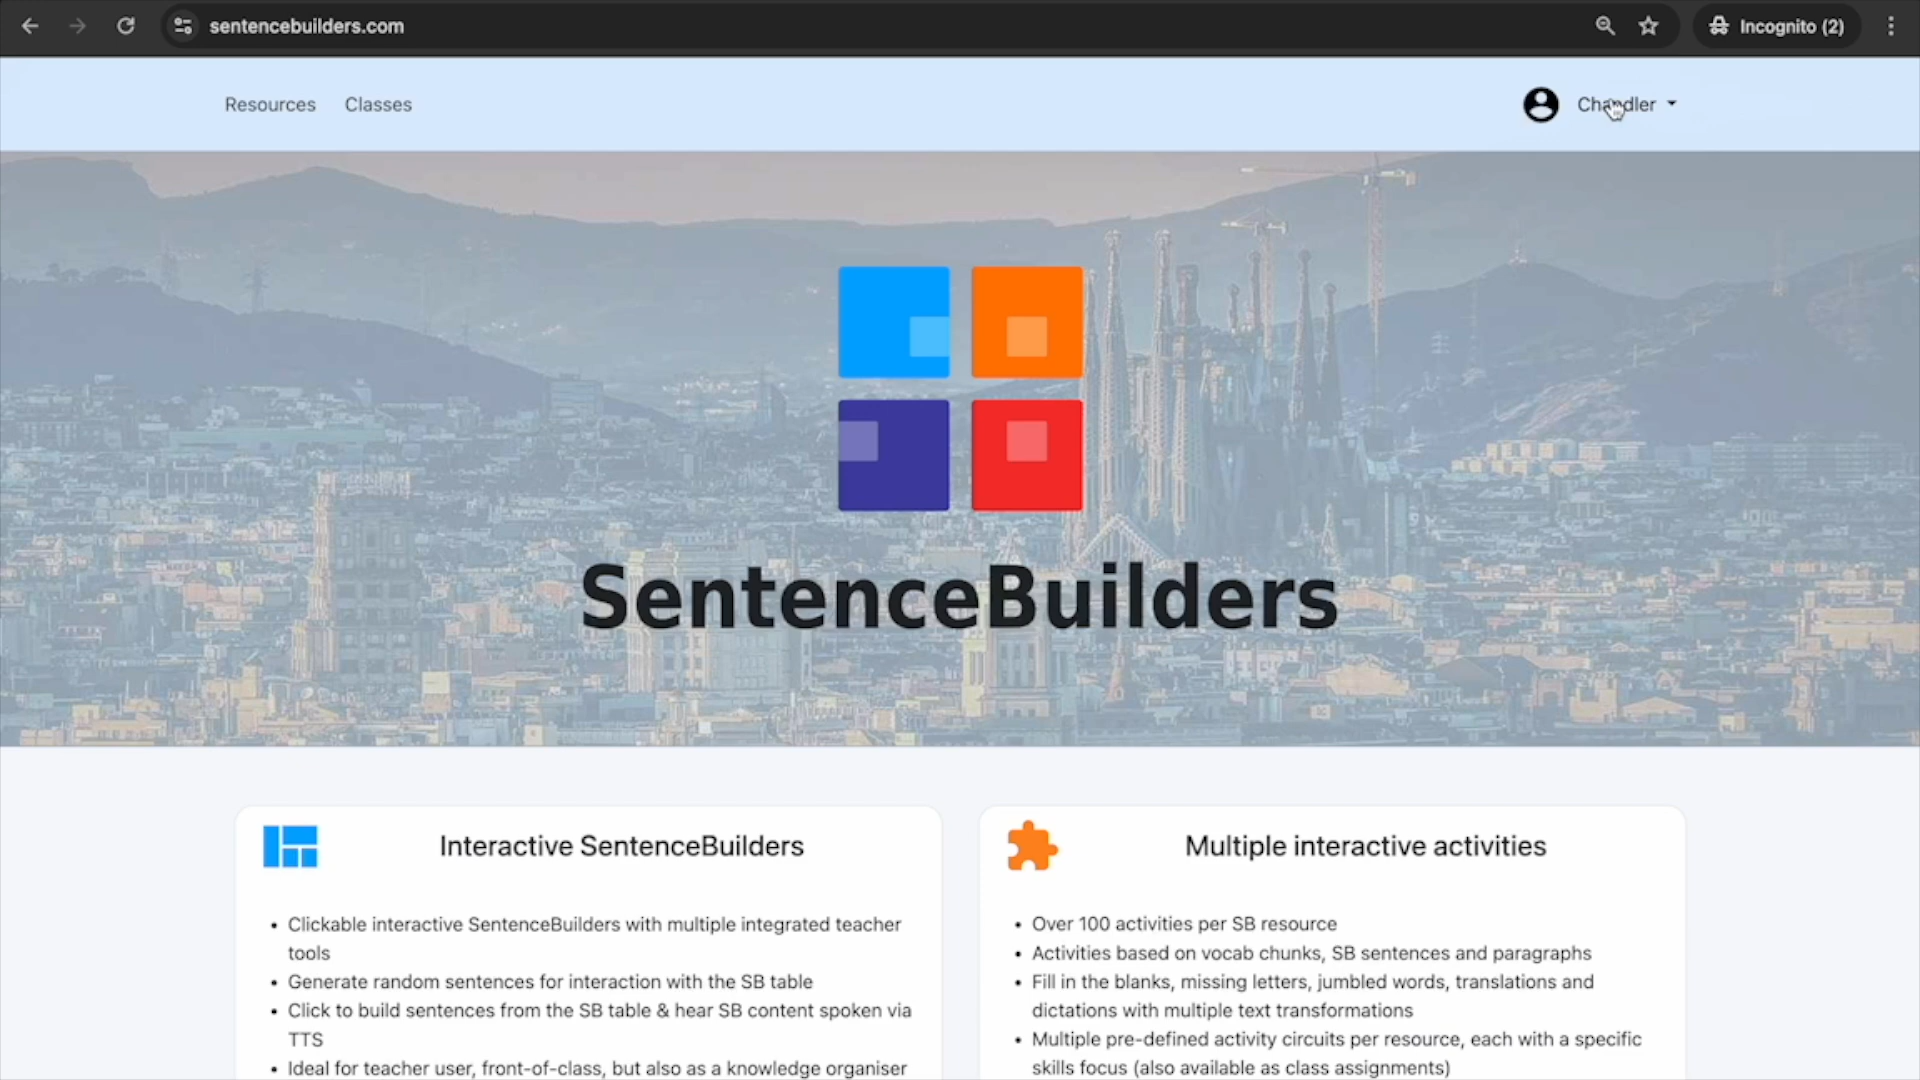 sentencebuilders.com
Incognito (2)
Resources
Classes
Chandler
SentenceBuilders
Interactive SentenceBuilders
Clickable interactive SentenceBuilders with multiple integrated teacher
tools
Generate random sentences for interaction with the SB table
Click to build sentences from the SB table & hear SB content spoken via
TTS
Ideal for teacher user, front-of-class, but also as a knowledge organiser
Multiple interactive activities
Over 100 activities per SB resource
Activities based on vocab chunks, SB sentences and paragraphs
Fill in the blanks, missing letters, jumbled words, translations and
dictations with multiple text transformations
Multiple pre-defined activity circuits per resource, each with a specific
skills focus (also available as class assignments)